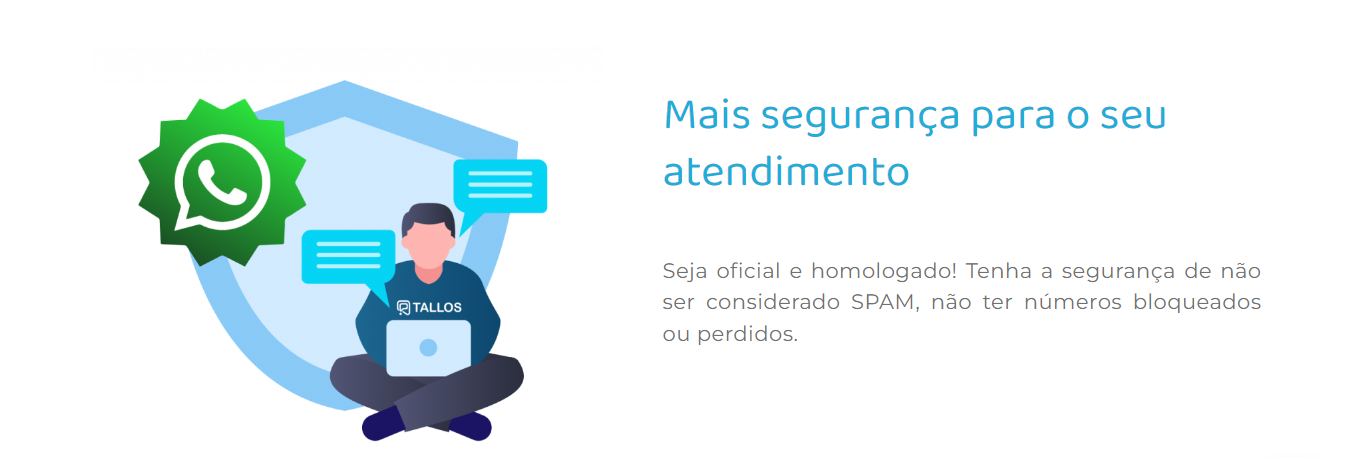 Mais segurança para o seu
atendimento
Seja oficial e homologado! Tenha a segurança de não
ser considerado SPAM, não ter números bloqueados
ou perdidos.
TALLOS